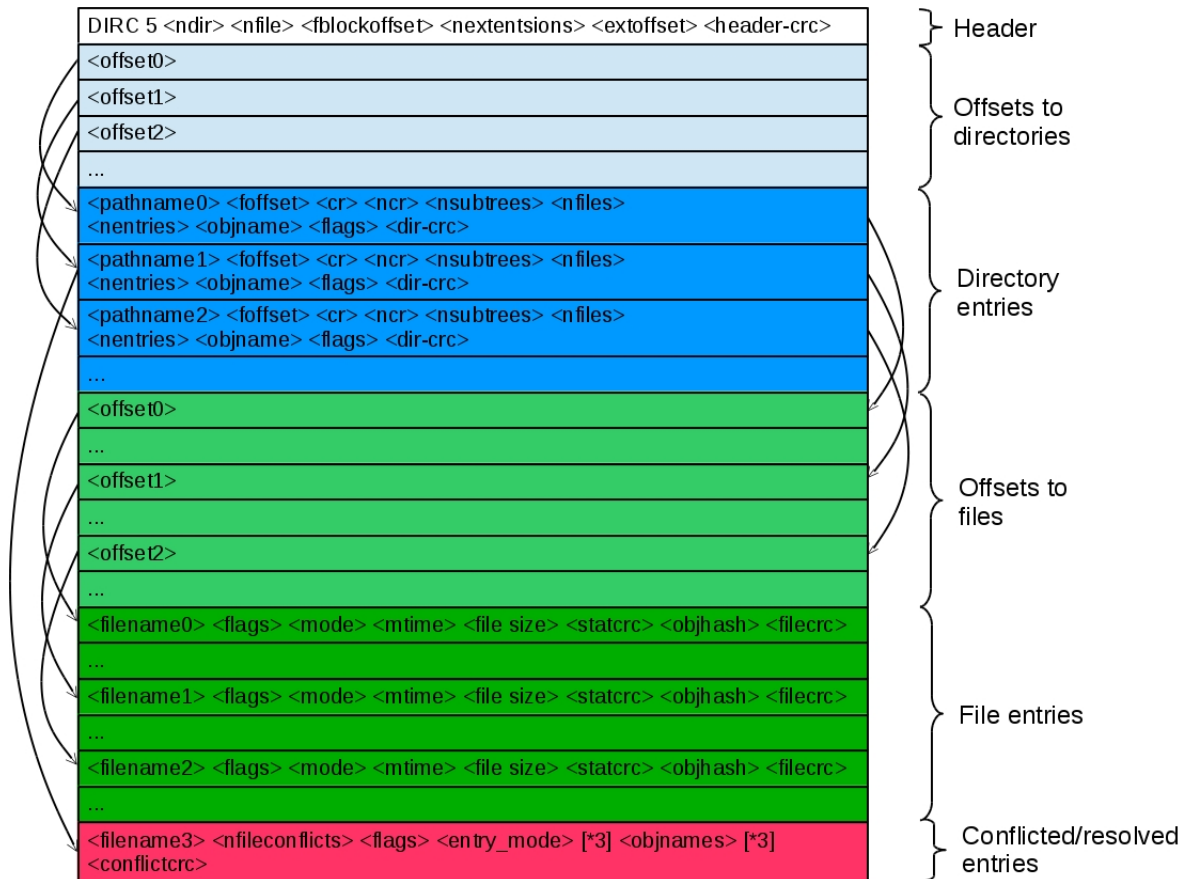 DIRC 5 <ndir> <nfile> <fblockoffset> <nextentsions> <extoffset> <header-crc>
Header
<offset0>
<offset1>
<offset2>
...
Offsets to
directories
<pathname0> <foffset> <cr> <ncr> <nsubtrees> <nfiles>
<nentries> <objname> <flags> <dir-crc>
<pathname1> <foffset> <cr> <ncr> <nsubtrees> <nfiles>
<nentries> <objname> <flags> <dir-crc>
<pathname2> <foffset> <cr> <ncr> <nsubtrees> <nfiles>
<nentries> <objname> <flags> <dir-crc>
...
Directory
entries
<offset0>
...
<offset1>
...
<offset2>
...
Offsets to
files
<filename0> <flags> <mode> <mtime> <file size> <statcrc> <objhash> <filecrc>
...
<filename1> <flags> <mode> <mtime> <file size> <statcrc> <objhash> <filecrc>
...
<filename2> <flags> <mode> <mtime> <file size> <statcrc> <objhash> <filecrc>
...
File entries
<filename3> <nfileconflicts> <flags> <entry_mode> [*3] <objnames> [*3]
<conflictcrc>
Conflicted/resolved
entries